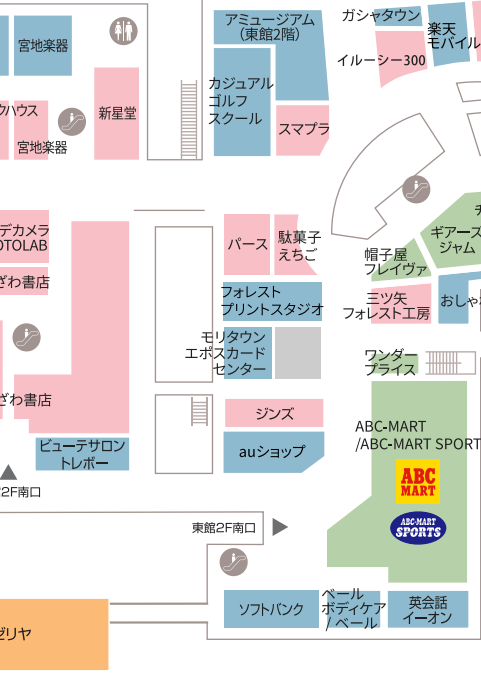 宮地楽器
クハウス
宮地楽器
新星堂
アミュージアム
(東館2階)
カジュアル
ゴルフ
スクール
スマプラ
ガシャタウン
楽天
モバイル
イルーシー300
デカメラ
OTOLAB
ざわ書店
ざわ書店
パース
駄菓子
えちご
フォレスト
プリントスタジオ
モリタウン
エポスカード
センター
ギアーズ
ジャム
帽子屋
フレイヴァ
三ツ矢
フォレスト工房
おしゃれ
ワンダー
プライス
ジンズ
auショップ
ABC-MART
/ABC-MART SPORT
ABC
MART
ABC-MART
SPORTS
ビューテサロン
トレボー
2F南口
東館2F南口
ソフトバンク
ベール
ボディケア
/ ベール
英会話
イーオン
ゼリヤ